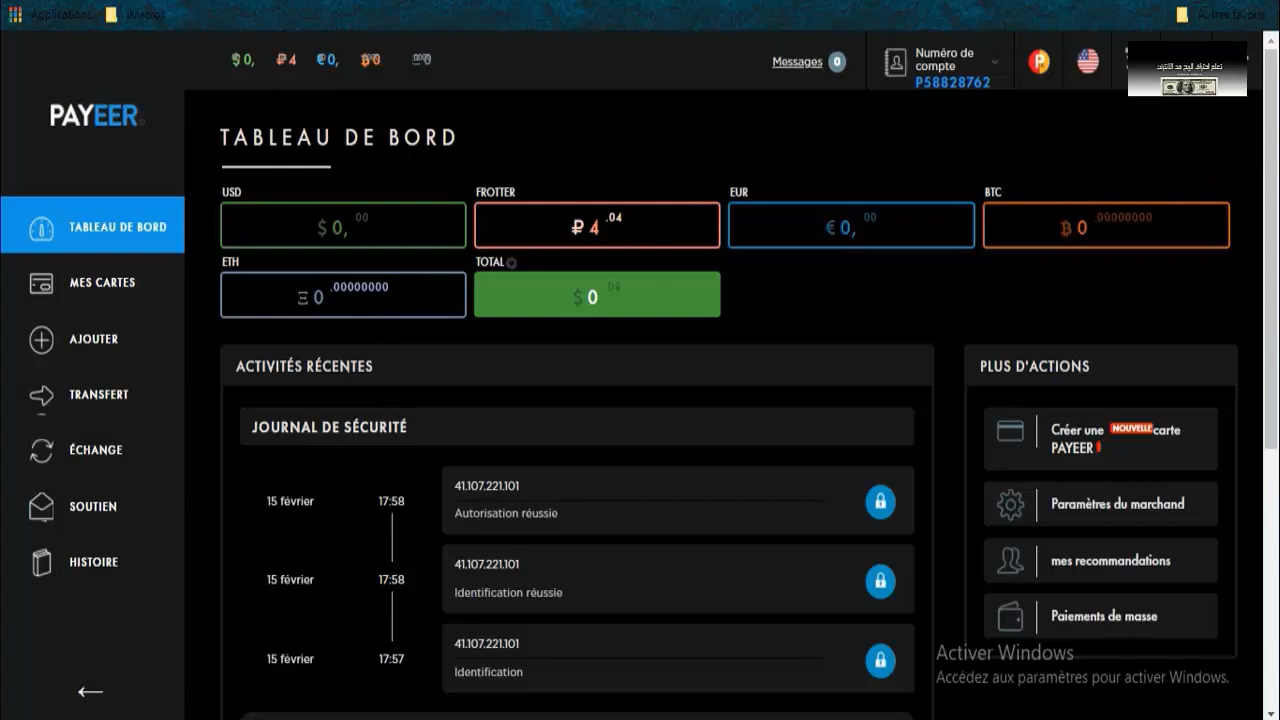 Applications
iMacros
Autres favoris
$ 0,
₽ 4
€ 0,
Messages 0
Numéro de compte
P58828762
PAYEER
TABLEAU DE BORD
USD
FROTTER
EUR
BTC
$ 0,00
₽ 4.04
€ 0,00
₿ 0.00000000
ETH
TOTAL
Ξ 0.00000000
$ 0
TABLEAU DE BORD
MES CARTES
AJOUTER
TRANSFERT
ÉCHANGE
SOUTIEN
HISTOIRE
ACTIVITÉS RÉCENTES
JOURNAL DE SÉCURITÉ
15 février 17:58 41.107.221.101
Autorisation réussie
15 février 17:58 41.107.221.101
Identification réussie
15 février 17:57 41.107.221.101
Identification
PLUS D'ACTIONS
Créer une NOUVELLE carte
PAYEER
Paramètres du marchand
mes recommandations
Paiements de masse
Activer Windows
Accédez aux paramètres pour activer Windows.